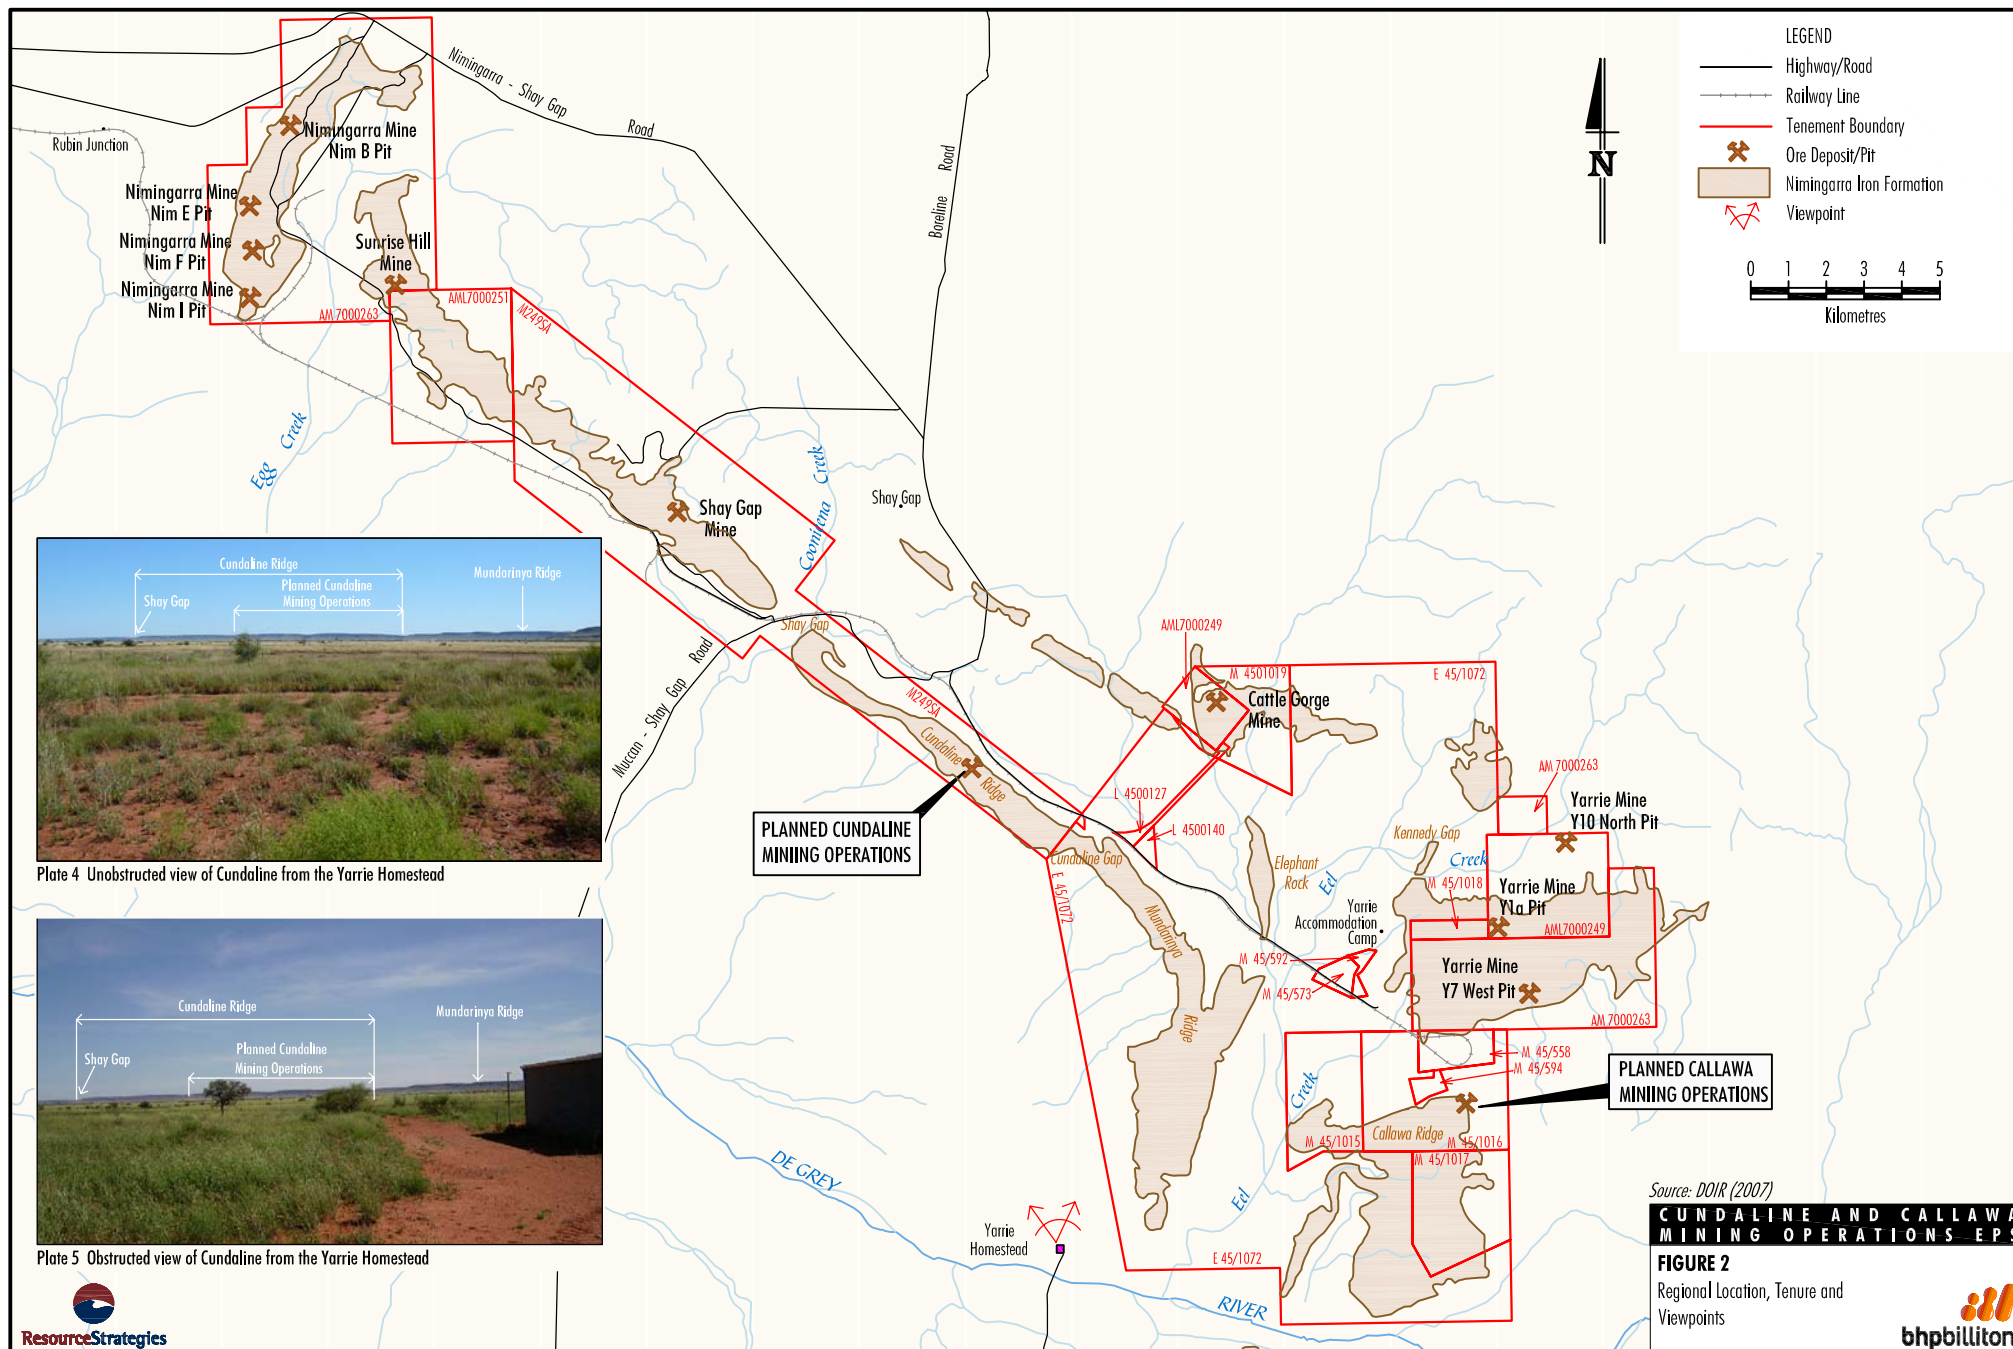 LEGEND
Highway/Road
Railway Line
Tenement Boundary
Ore Deposit/Pit
Nimingarra Iron Formation
Viewpoint
N
0 1 2 3 4 5
Kilometres
Nimingarra - Shay Gap Road
Boreline Road
Rubin Junction
Nimingarra Mine
Nim B Pit
Nimingarra Mine
Nim E Pit
Nimingarra Mine
Nim F Pit
Nimingarra Mine
Nim I Pit
Sunrise Hill
Mine
AM 7000263
AML7000251
M249SA
Egg Creek
Coonieena Creek
Shay Gap
Shay Gap
Mine
Shay Gap
Muccan - Shay Gap Road
M249SA
Cundaline Ridge
PLANNED CUNDALINE
MINIING OPERATIONS
AML7000249
M 4501019
E 45/1072
Cattle Gorge
Mine
L 4500127
L 4500140
AM 7000263
Yarrie Mine
Y10 North Pit
Kennedy Gap
Creek
Cundaline Gap
Elephant
Rock
Eel
E 45/1072
M 45/1018
Yarrie Mine
Y1a Pit
AML7000249
Mundarinya
Ridge
Yarrie
Accommodation
Camp
M 45/592
M 45/573
Yarrie Mine
Y7 West Pit
AM 7000263
M 45/558
M 45/594
PLANNED CALLAWA
MINIING OPERATIONS
Creek
Callawa Ridge
M 45/1015
M 45/1016
M 45/1017
Eel
DE GREY
RIVER
Yarrie
Homestead
E 45/1072
Cundaline Ridge
Planned Cundaline
Mining Operations
Mundarinya Ridge
Shay Gap
Plate 4 Unobstructed view of Cundaline from the Yarrie Homestead
Cundaline Ridge
Mundarinya Ridge
Planned Cundaline
Mining Operations
Shay Gap
Plate 5 Obstructed view of Cundaline from the Yarrie Homestead
ResourceStrategies
Source: DOIR (2007)
CUNDALINE AND CALLAWA
MINING OPERATIONS EPS
FIGURE 2
Regional Location, Tenure and
Viewpoints
bhpbilliton